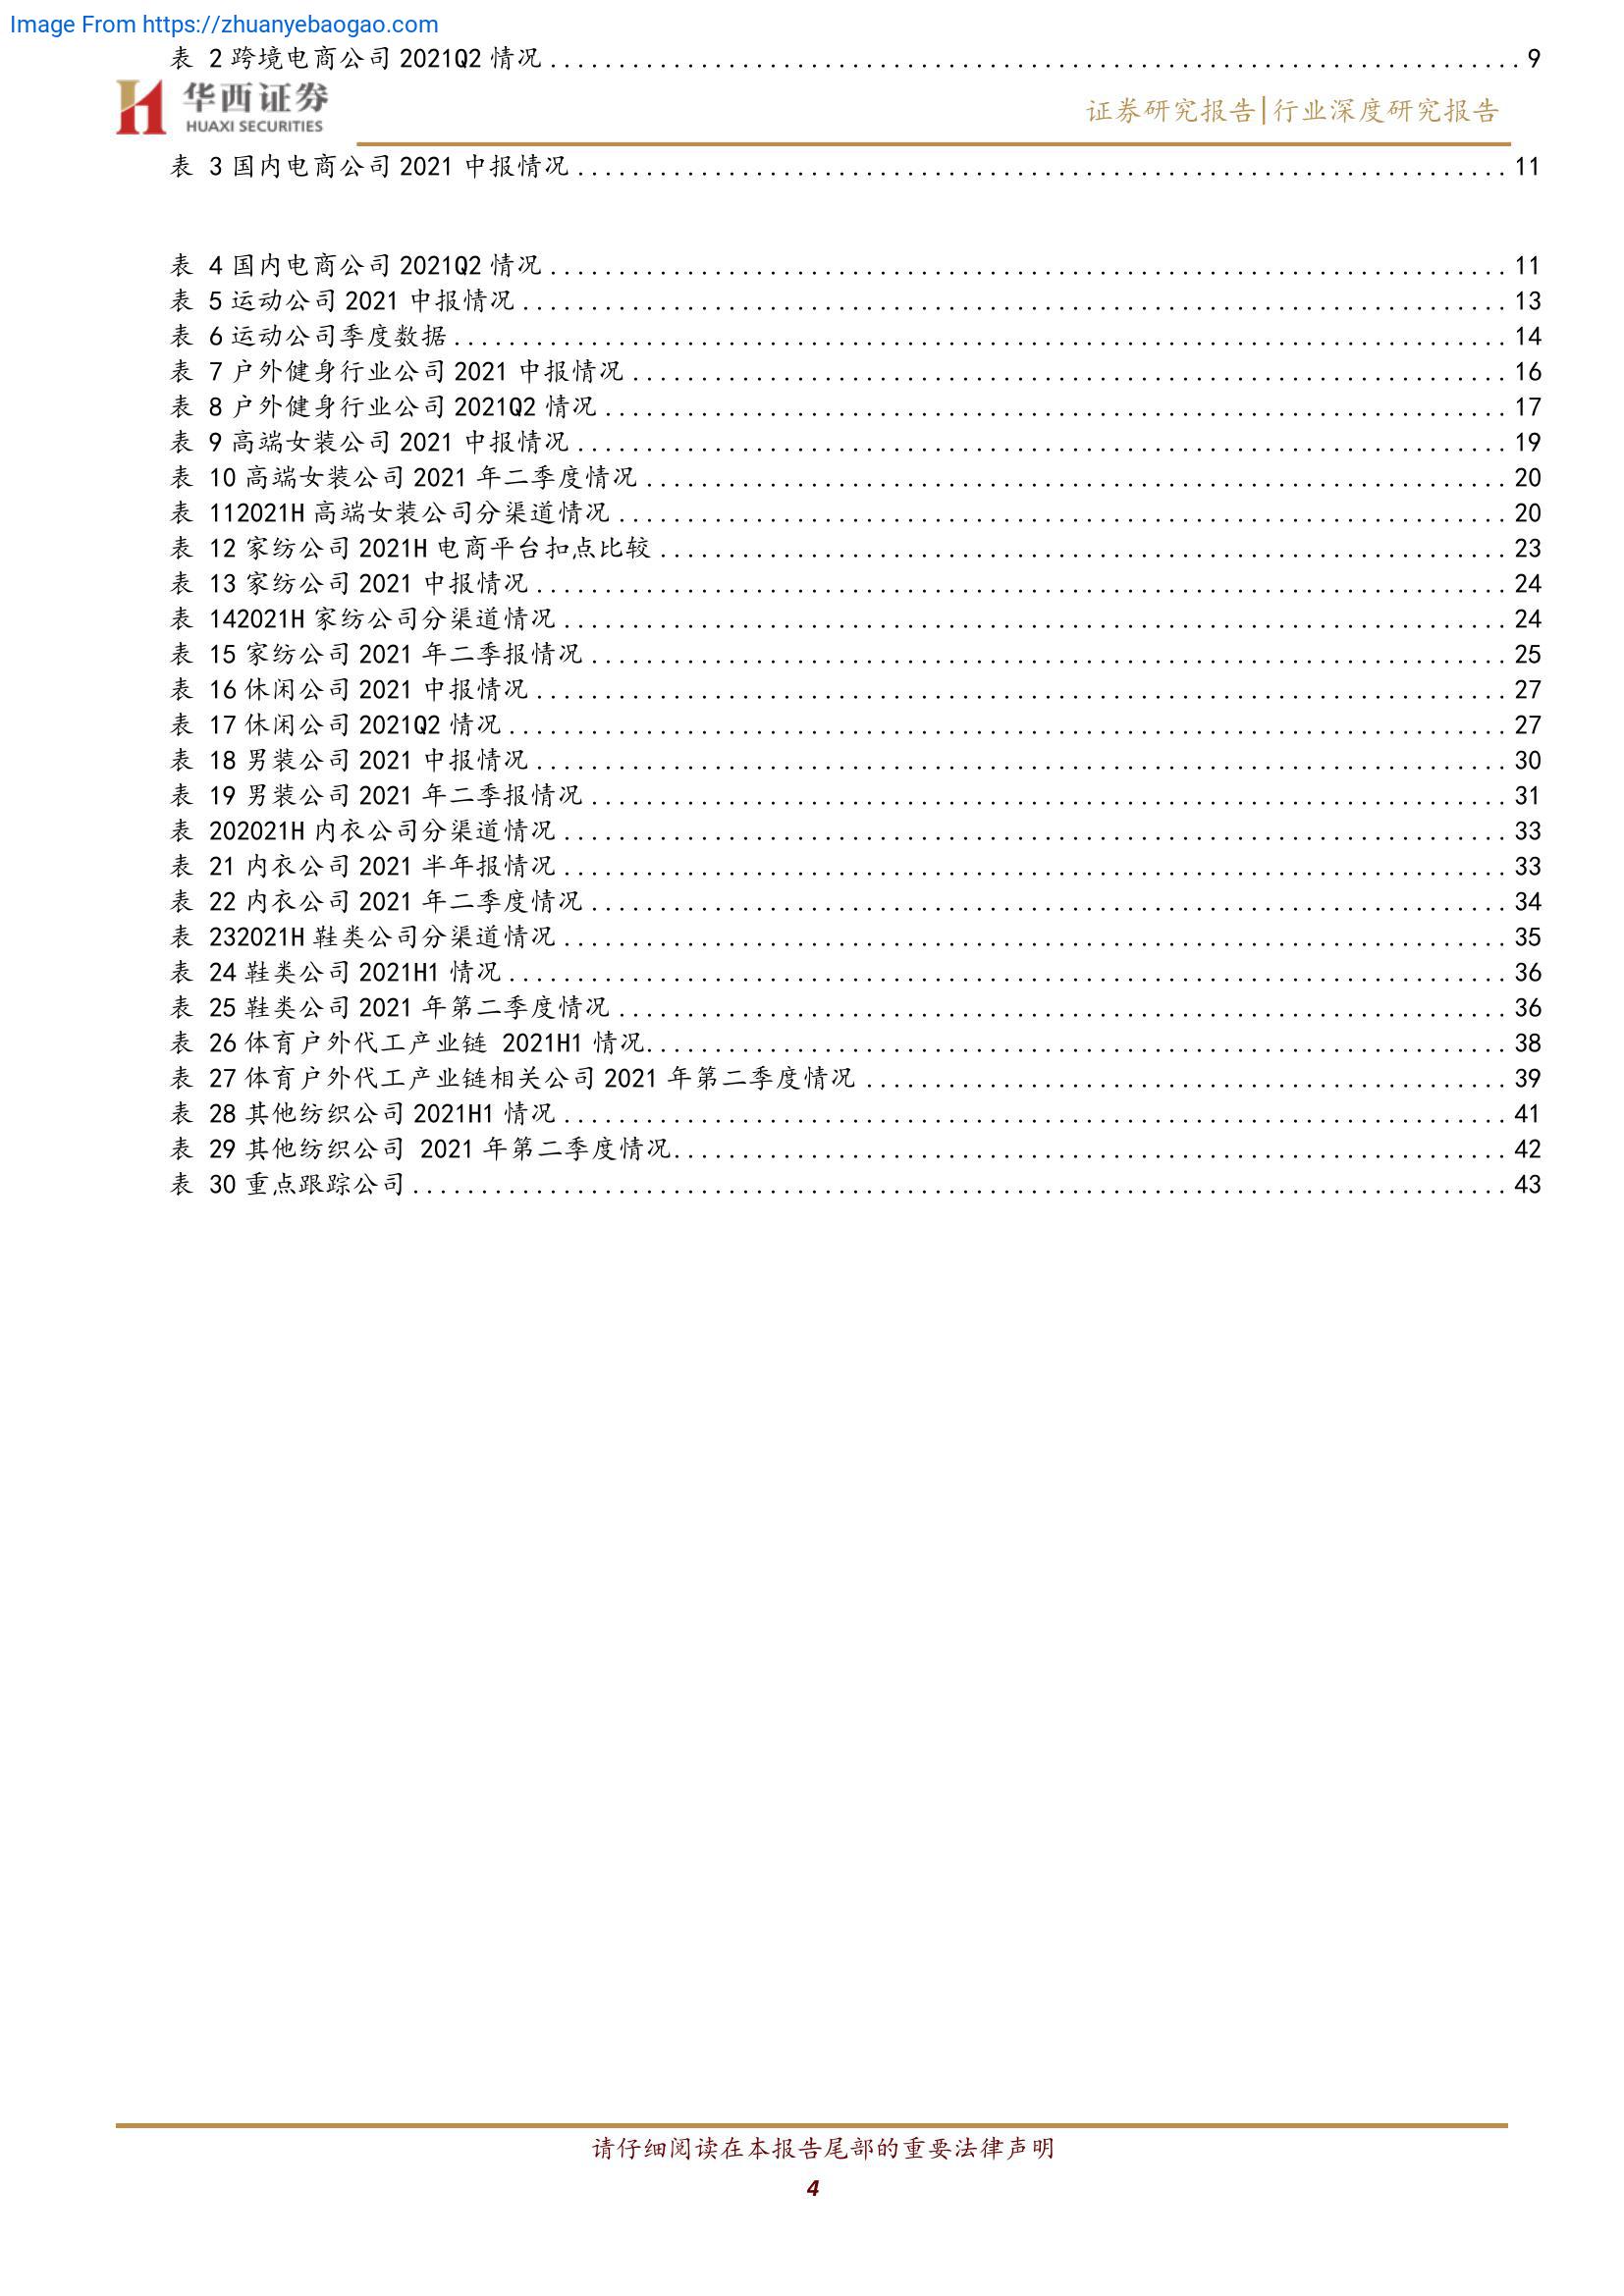 Image From https://zhuanyebaogao.com
表 2 跨境电商公司 2021Q2 情况 ........................................................................ 9
华西证券
HUAXI SECURITIES
证券研究报告|行业深度研究报告
表 3 国内电商公司 2021 中报情况 ........................................................................ 11
表 4 国内电商公司 2021Q2 情况 ........................................................................ 11
表 5 运动公司 2021 中报情况 ........................................................................ 13
表 6 运动公司季度数据 ........................................................................ 14
表 7 户外健身行业公司 2021 中报情况 ........................................................................ 16
表 8 户外健身行业公司 2021Q2 情况 ........................................................................ 17
表 9 高端女装公司 2021 中报情况 ........................................................................ 19
表 10 高端女装公司 2021 年二季度情况 ........................................................................ 20
表 112021H 高端女装公司分渠道情况 ........................................................................ 20
表 12 家纺公司 2021H 电商平台扣点比较 ........................................................................ 23
表 13 家纺公司 2021 中报情况 ........................................................................ 24
表 142021H 家纺公司分渠道情况 ........................................................................ 24
表 15 家纺公司 2021 年二季报情况 ........................................................................ 25
表 16 休闲公司 2021 中报情况 ........................................................................ 27
表 17 休闲公司 2021Q2 情况 ........................................................................ 27
表 18 男装公司 2021 中报情况 ........................................................................ 30
表 19 男装公司 2021 年二季报情况 ........................................................................ 31
表 202021H 内衣公司分渠道情况 ........................................................................ 33
表 21 内衣公司 2021 半年报情况 ........................................................................ 33
表 22 内衣公司 2021 年二季度情况 ........................................................................ 34
表 232021H 鞋类公司分渠道情况 ........................................................................ 35
表 24 鞋类公司 2021H1 情况 ........................................................................ 36
表 25 鞋类公司 2021 年第二季度情况 ........................................................................ 36
表 26 体育户外代工产业链 2021H1 情况 ........................................................................ 38
表 27 体育户外代工产业链相关公司 2021 年第二季度情况 ........................................................................ 39
表 28 其他纺织公司 2021H1 情况 ........................................................................ 41
表 29 其他纺织公司 2021 年第二季度情况 ........................................................................ 42
表 30 重点跟踪公司 ........................................................................ 43
请仔细阅读在本报告尾部的重要法律声明
4